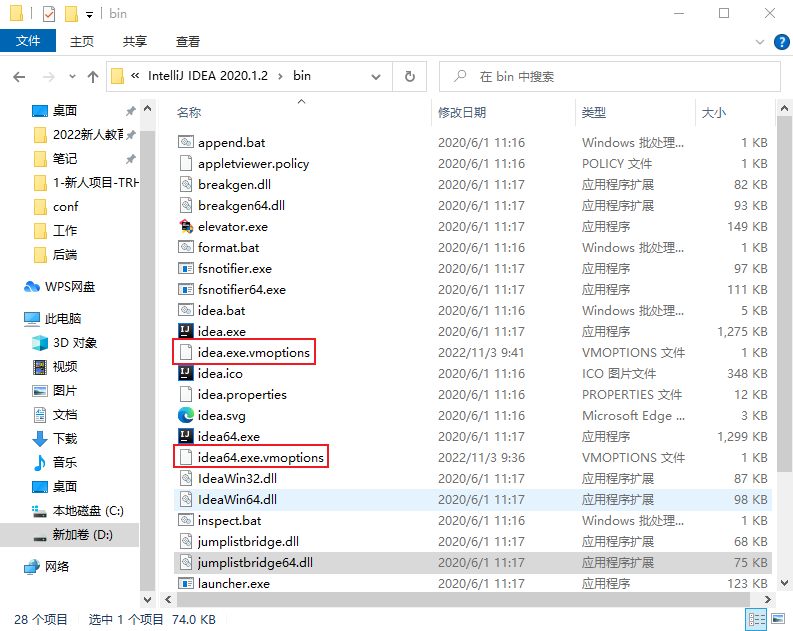 bin
文件 主页 共享 查看
« IntelliJ IDEA 2020.1.2 › bin 在 bin 中搜索
桌面
2022新人教育
笔记
1-新人项目-TRH
conf
工作
后端
WPS网盘
此电脑
3D 对象
视频
图片
文档
下载
音乐
桌面
本地磁盘 (C:)
新加卷 (D:)
网络
名称 修改日期 类型 大小
append.bat 2020/6/1 11:16 Windows 批处理... 1 KB
appletviewer.policy 2020/6/1 11:16 POLICY 文件 1 KB
breakgen.dll 2020/6/1 11:17 应用程序扩展 82 KB
breakgen64.dll 2020/6/1 11:17 应用程序扩展 93 KB
elevator.exe 2020/6/1 11:17 应用程序 149 KB
format.bat 2020/6/1 11:16 Windows 批处理... 1 KB
fsnotifier.exe 2020/6/1 11:17 应用程序 97 KB
fsnotifier64.exe 2020/6/1 11:17 应用程序 111 KB
idea.bat 2020/6/1 11:16 Windows 批处理... 5 KB
idea.exe 2020/6/1 11:17 应用程序 1,275 KB
idea.exe.vmoptions 2022/11/3 9:41 VMOPTIONS 文件 1 KB
idea.ico 2020/6/1 11:16 ICO 图片文件 348 KB
idea.properties 2020/6/1 11:16 PROPERTIES 文件 12 KB
idea.svg 2020/6/1 11:16 Microsoft Edge ... 3 KB
idea64.exe 2020/6/1 11:17 应用程序 1,299 KB
idea64.exe.vmoptions 2022/11/3 9:36 VMOPTIONS 文件 1 KB
IdeaWin32.dll 2020/6/1 11:17 应用程序扩展 87 KB
IdeaWin64.dll 2020/6/1 11:17 应用程序扩展 98 KB
inspect.bat 2020/6/1 11:16 Windows 批处理... 1 KB
jumplistbridge.dll 2020/6/1 11:17 应用程序扩展 68 KB
jumplistbridge64.dll 2020/6/1 11:17 应用程序扩展 75 KB
launcher.exe 2020/6/1 11:17 应用程序 123 KB
28 个项目 选中 1 个项目 74.0 KB